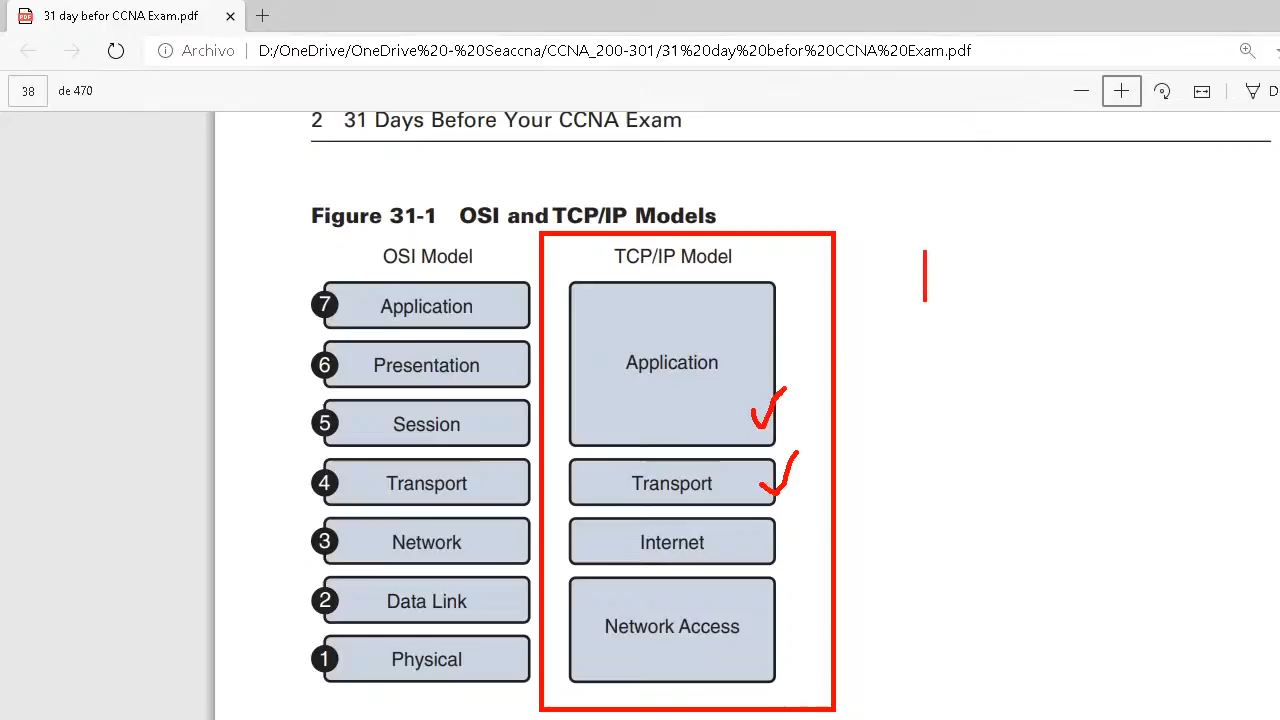 31 day befor CCNA Exam.pdf
Archivo D:/OneDrive/OneDrive%20-%20Seaccna/CCNA_200-301/31%20day%20befor%20CCNA%20Exam.pdf
38 de 470
2 31 Days Before Your CCNA Exam
Figure 31-1 OSI and TCP/IP Models
OSI Model TCP/IP Model
7 Application
Application
6 Presentation
5 Session
4 Transport Transport
3 Network Internet
2 Data Link
Network Access
1 Physical